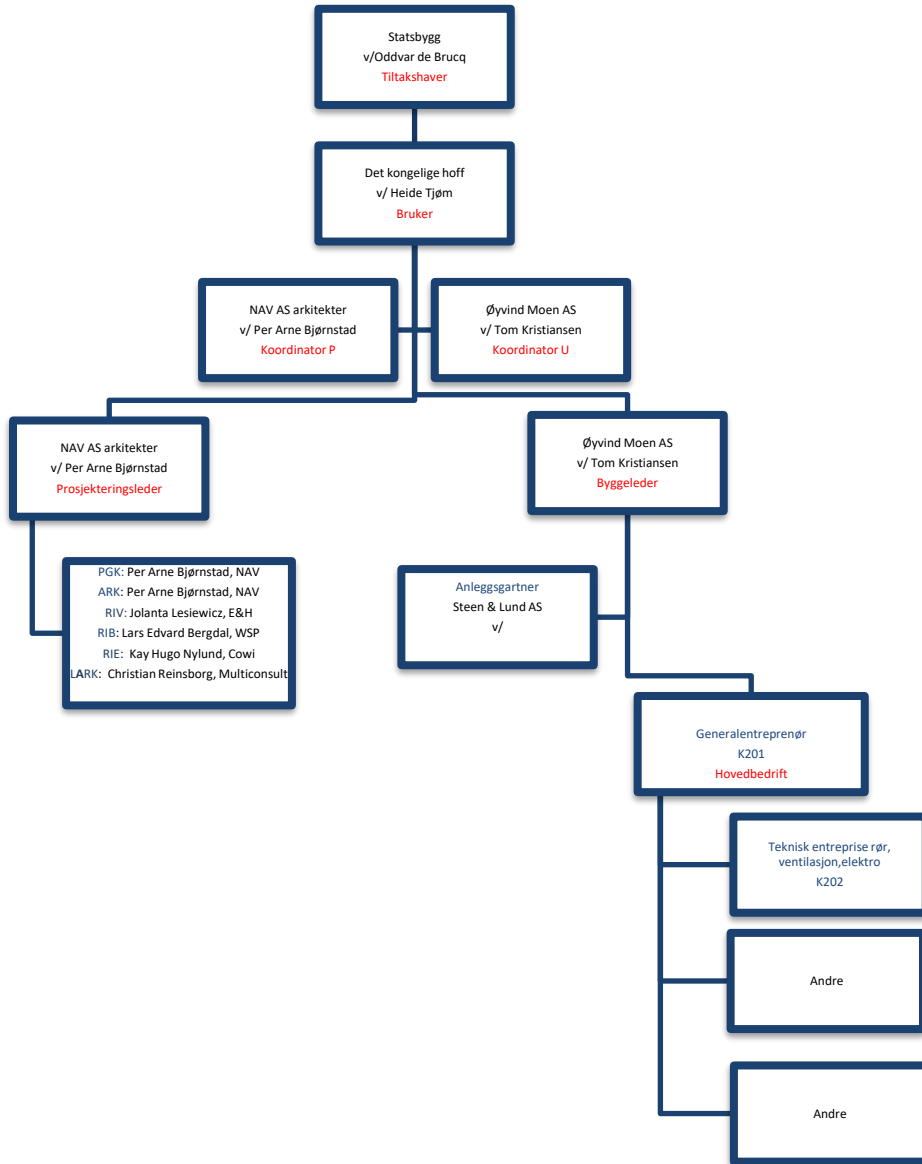 Statsbygg
v/Oddvar de Brucq
Tiltakshaver
Det kongelige hoff
v/ Heide Tjøm
Bruker
NAV AS arkitekter
v/ Per Arne Bjørnstad
Koordinator P
Øyvind Moen AS
v/ Tom Kristiansen
Koordinator U
NAV AS arkitekter
v/ Per Arne Bjørnstad
Prosjekteringsleder
Øyvind Moen AS
v/ Tom Kristiansen
Byggeleder
PGK: Per Arne Bjørnstad, NAV
ARK: Per Arne Bjørnstad, NAV
RIV: Jolanta Lesiewicz, E&H
RIB: Lars Edvard Bergdal, WSP
RIE: Kay Hugo Nylund, Cowi
LARK: Christian Reinsborg, Multiconsult
Anleggsgartner
Steen & Lund AS
v/
Generalentreprenør
K201
Hovedbedrift
Teknisk entreprise rør,
ventilasjon,elektro
K202
Andre
Andre